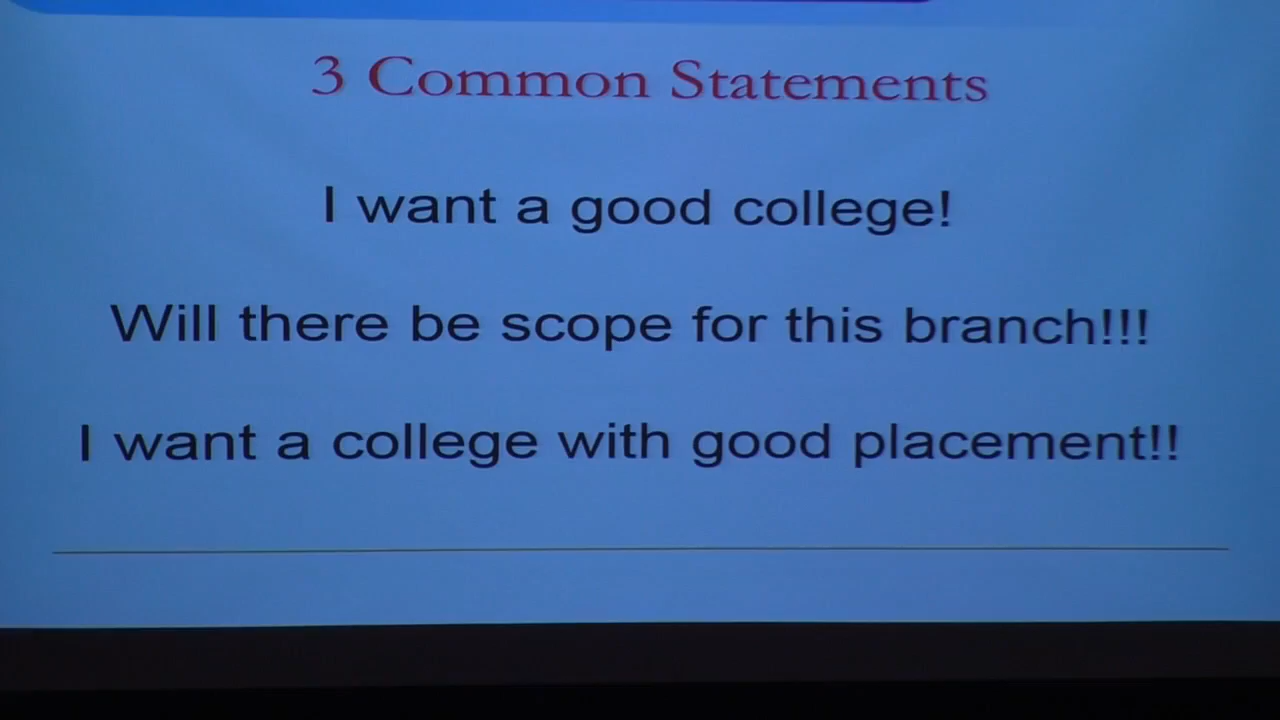 3 Common Statements
I want a good college!
Will there be scope for this branch!!!
I want a college with good placement!!